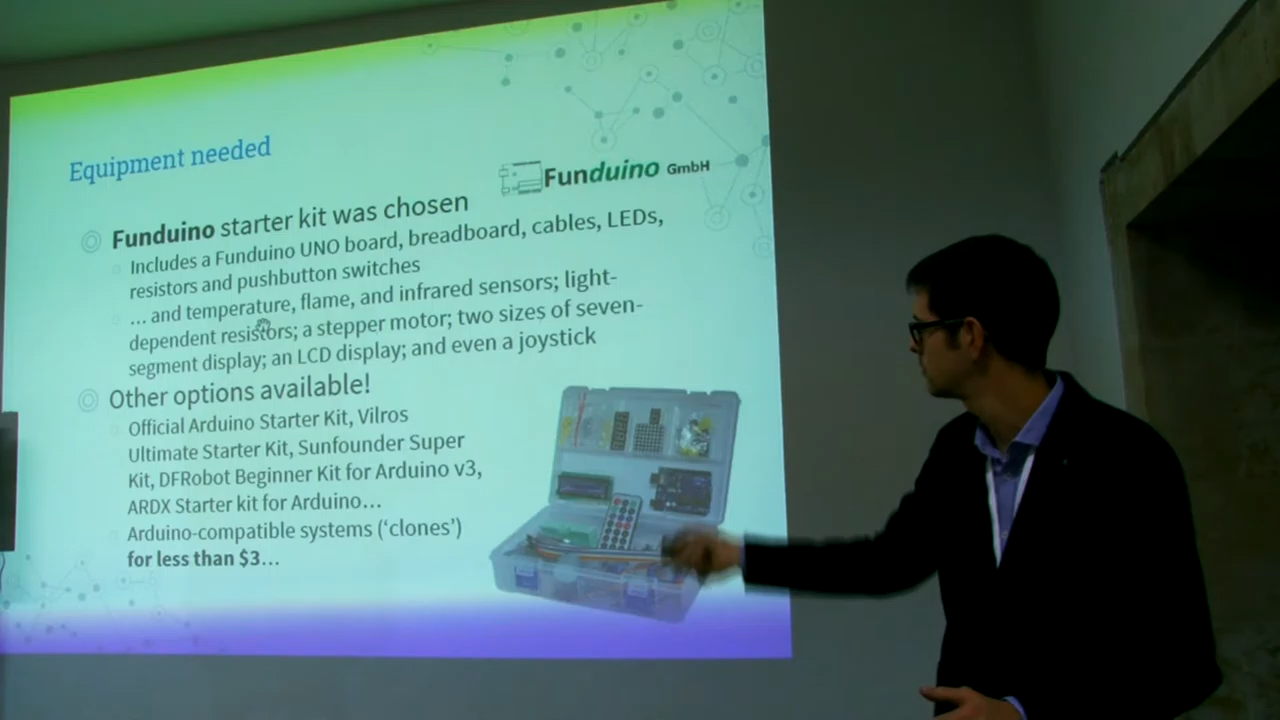 Equipment needed
Funduino GmbH
Funduino starter kit was chosen
Includes a Funduino UNO board, breadboard, cables, LEDs,
resistors and pushbutton switches
... and temperature, flame, and infrared sensors; light-
dependent resistors; a stepper motor; two sizes of seven-
segment display; an LCD display; and even a joystick
Other options available!
Official Arduino Starter Kit, Vilros
Ultimate Starter Kit, Sunfounder Super
Kit, DFRobot Beginner Kit for Arduino v3,
ARDX Starter kit for Arduino...
Arduino-compatible systems (‘clones’)
for less than $3...